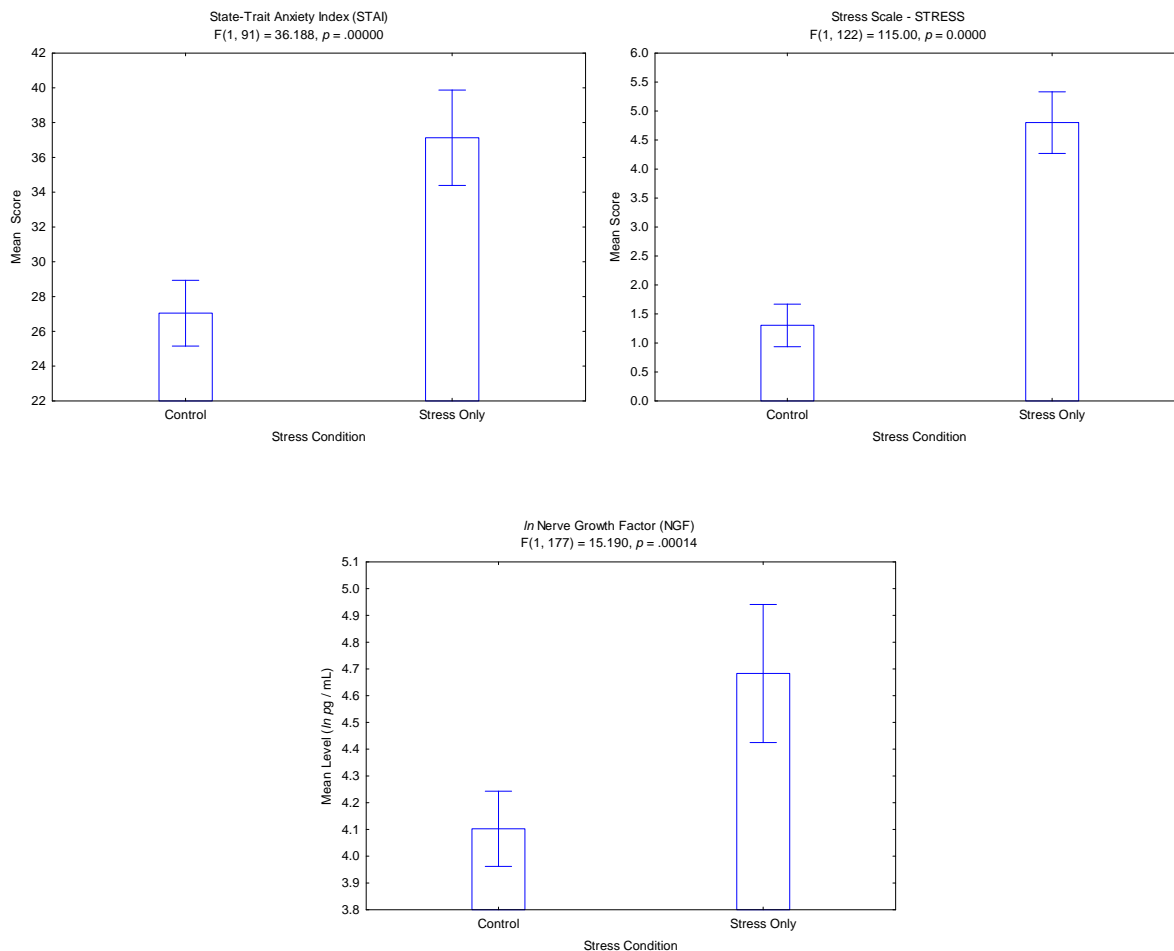 State-Trait Anxiety Index (STAI)
F(1, 91) = 36.188, p = .00000
42
40
38
36
34
32
30
28
26
24
22
Mean Score
Control
Stress Only
Stress Condition
Stress Scale - STRESS
F(1, 122) = 115.00, p = 0.0000
6.0
5.5
5.0
4.5
4.0
3.5
3.0
2.5
2.0
1.5
1.0
0.5
0.0
Mean Score
Control
Stress Only
Stress Condition
ln Nerve Growth Factor (NGF)
F(1, 177) = 15.190, p = .00014
5.1
5.0
4.9
4.8
4.7
4.6
4.5
4.4
4.3
4.2
4.1
4.0
3.9
3.8
Mean Level (ln pg / mL)
Control
Stress Only
Stress Condition